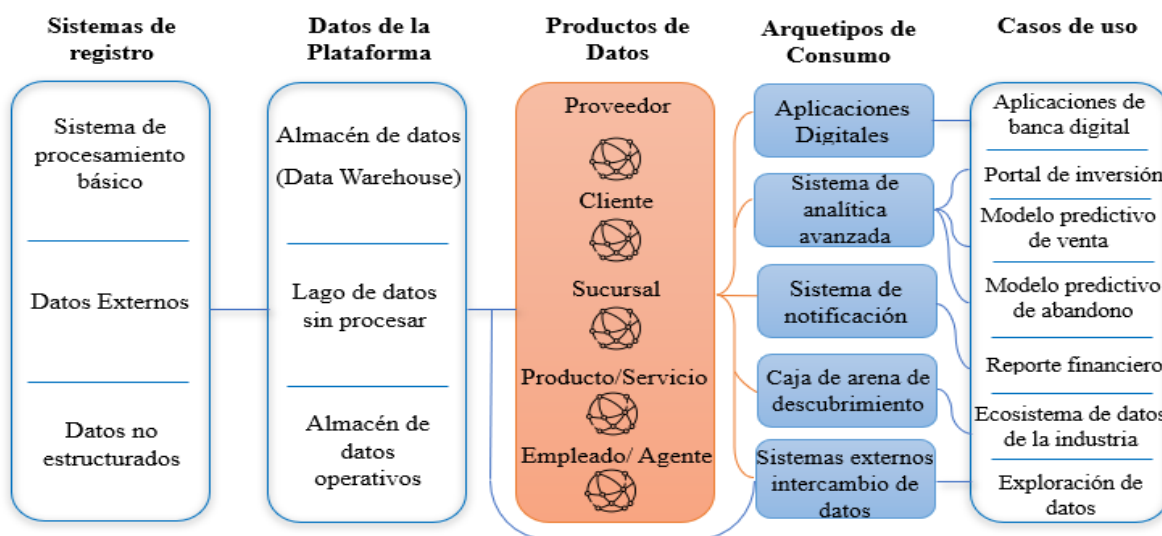 Sistemas de
registro
Datos de la
Plataforma
Productos de
Datos
Arquetipos de
Consumo
Casos de uso
Sistema de
procesamiento
básico
Datos Externos
Datos no
estructurados
Almacén de datos
(Data Warehouse)
Lago de datos
sin procesar
Almacén de
datos
operativos
Proveedor
Cliente
Sucursal
Producto/Servicio
Empleado/ Agente
Aplicaciones
Digitales
Sistema de
analítica
avanzada
Sistema de
notificación
Caja de arena de
descubrimiento
Sistemas externos
intercambio de
datos
Aplicaciones de
banca digital
Portal de inversión
Modelo predictivo
de venta
Modelo predictivo
de abandono
Reporte financiero
Ecosistema de datos
de la industria
Exploración de
datos